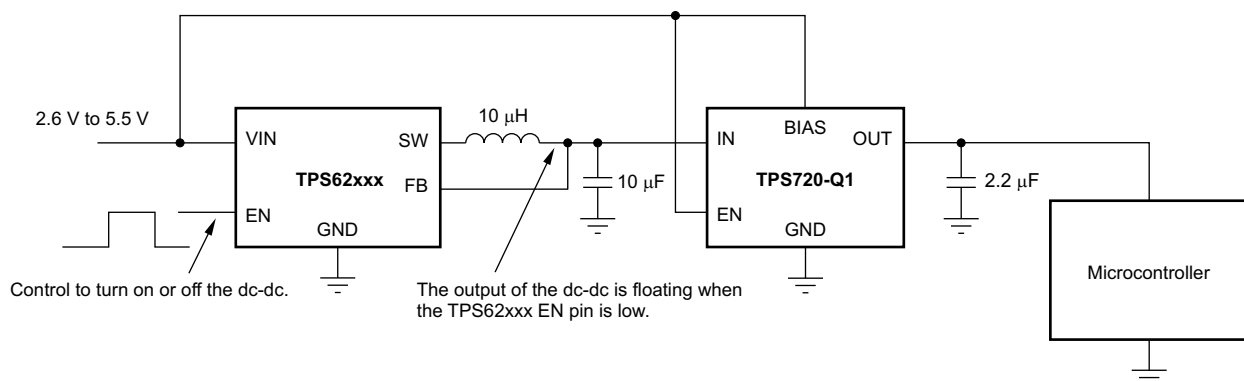 2.6 V to 5.5 V
VIN
SW
FB
EN
GND
TPS62xxx
10 μH
10 μF
IN
BIAS
OUT
TPS720-Q1
EN
GND
2.2 μF
Microcontroller
Control to turn on or off the dc-dc.
The output of the dc-dc is floating when
the TPS62xxx EN pin is low.